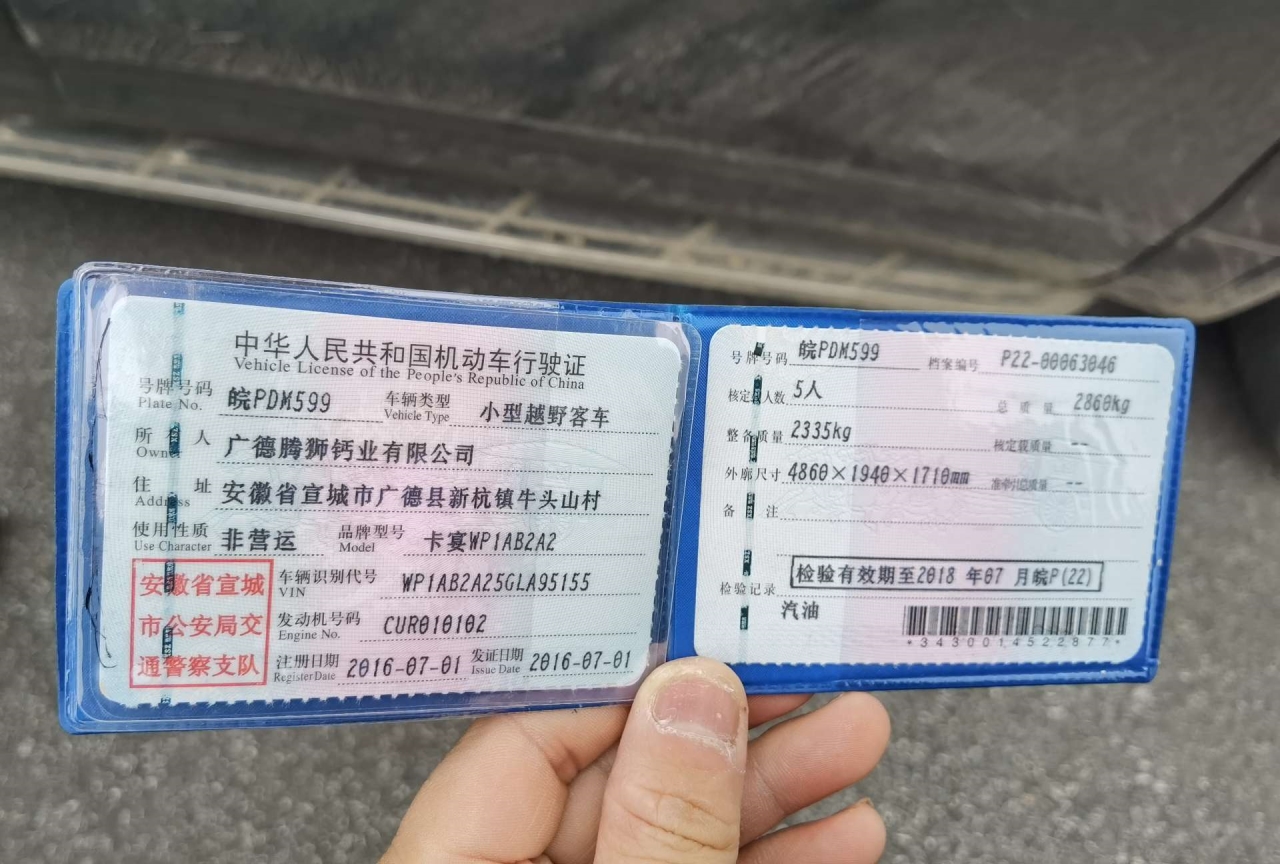 中华人民共和国机动车行驶证
Vehicle License of the People's Republic of China
号牌号码 皖PDM599 车辆类型 小型越野客车
Plate No. Vehicle Type
所有人 广德腾狮钙业有限公司
Owner
住址 安徽省宣城市广德县新杭镇牛头山村
Address
使用性质 非营运 品牌型号 卡宴WP1AB2A2
Use Character Model
安徽省宣城
市公安局交
通警察支队
车辆识别代号 WP1AB2A25GLA95155
VIN
发动机号码 CUR010102
Engine No.
注册日期 2016-07-01 发证日期 2016-07-01
Register Date Issue Date
号牌号码 皖PDM599 档案编号 P22-00063046
核定载人数 5人 总质量 2860kg
整备质量 2335kg 核定载质量 --
外廓尺寸 4860×1940×1710mm 准牵引总质量 --
备注
检验记录 检验有效期至2018 年07 月皖P(22)
汽油
*3430014522877*